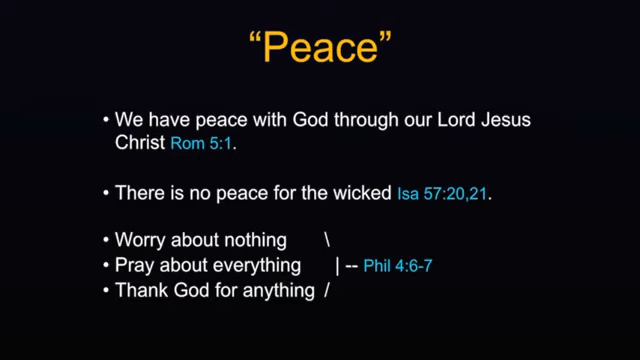 “Peace”
• We have peace with God through our Lord Jesus
Christ Rom 5:1.
• There is no peace for the wicked Isa 57:20,21.
• Worry about nothing \
• Pray about everything | -- Phil 4:6-7
• Thank God for anything /